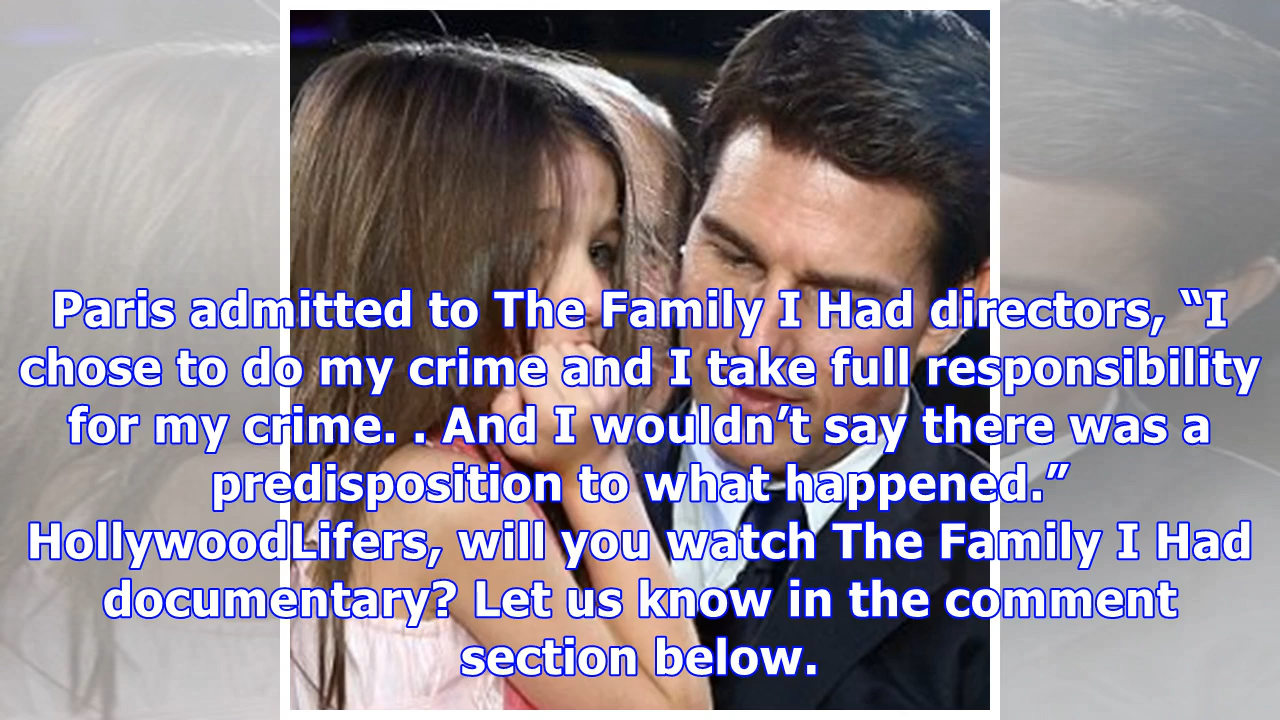 Paris admitted to The Family I Had directors, “I
chose to do my crime and I take full responsibility
for my crime. . And I wouldn’t say there was a
predisposition to what happened.”
HollywoodLifers, will you watch The Family I Had
documentary? Let us know in the comment
section below.